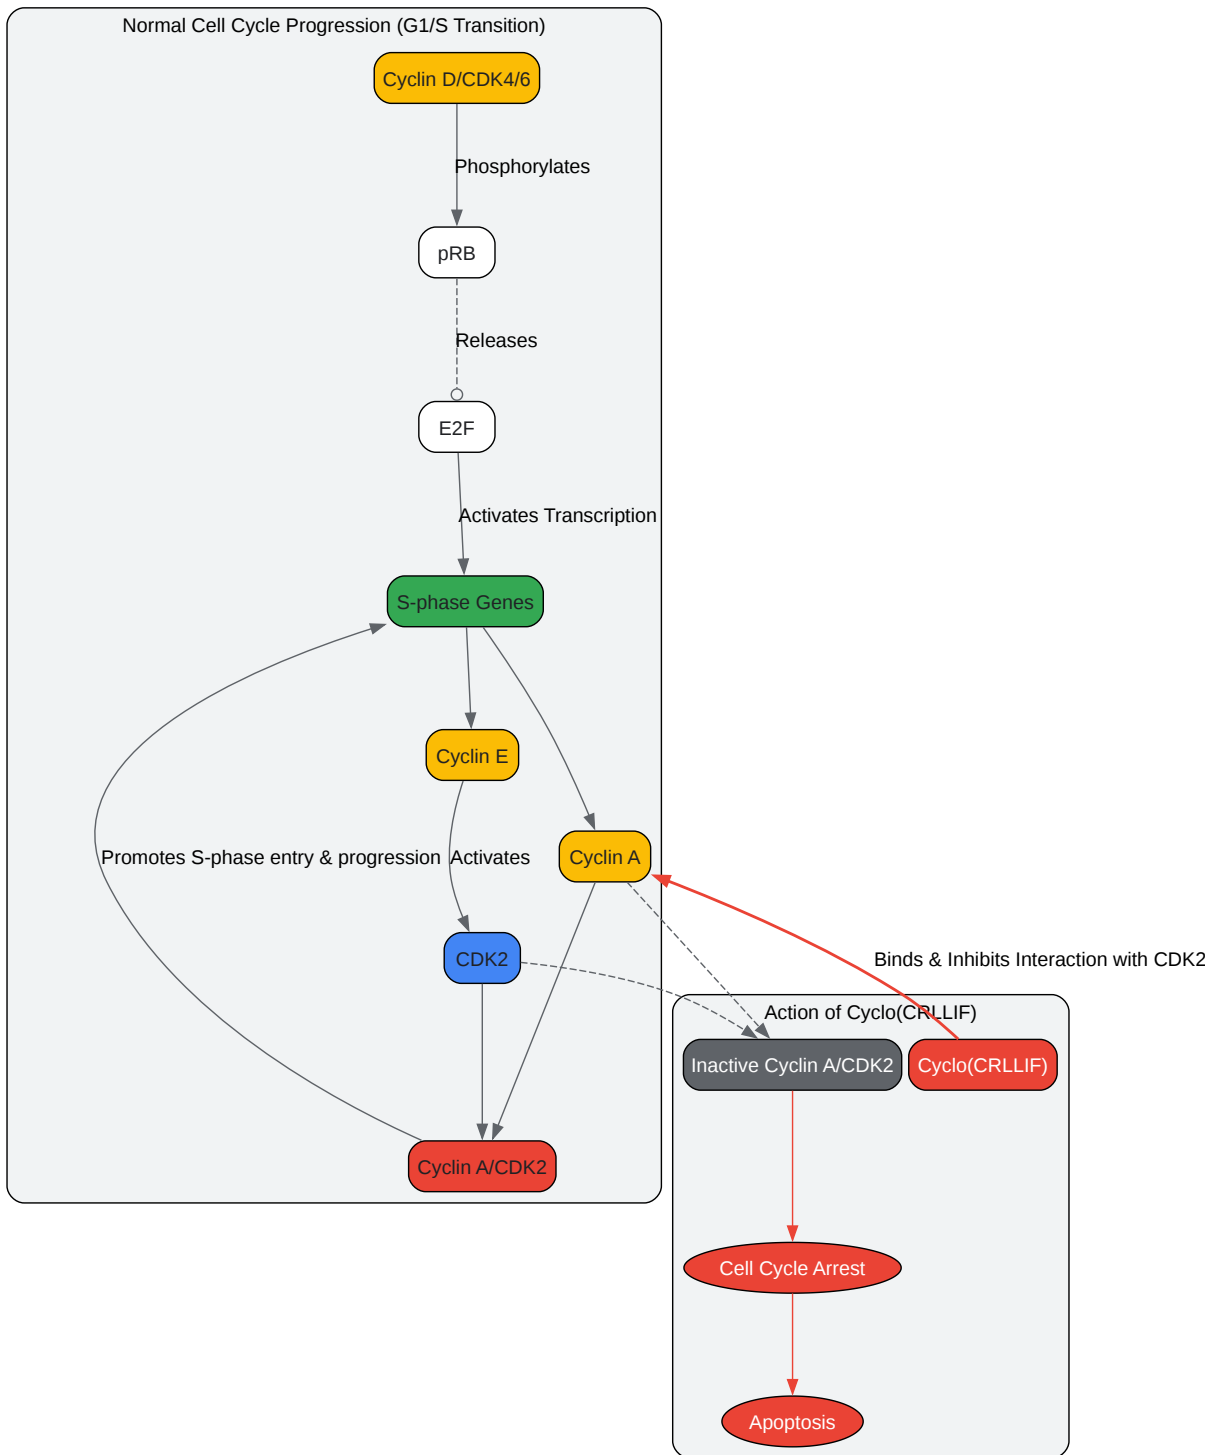 Normal Cell Cycle Progression (G1/S Transition)
Cyclin D/CDK4/6
Phosphorylates
pRB
Releases
E2F
Activates Transcription
S-phase Genes
Cyclin E
Promotes S-phase entry & progression
Activates
Cyclin A
CDK2
Binds & Inhibits Interaction with CDK2
Action of Cyclo(CRLLIF)
Inactive Cyclin A/CDK2
Cyclo(CRLLIF)
Cyclin A/CDK2
Cell Cycle Arrest
Apoptosis